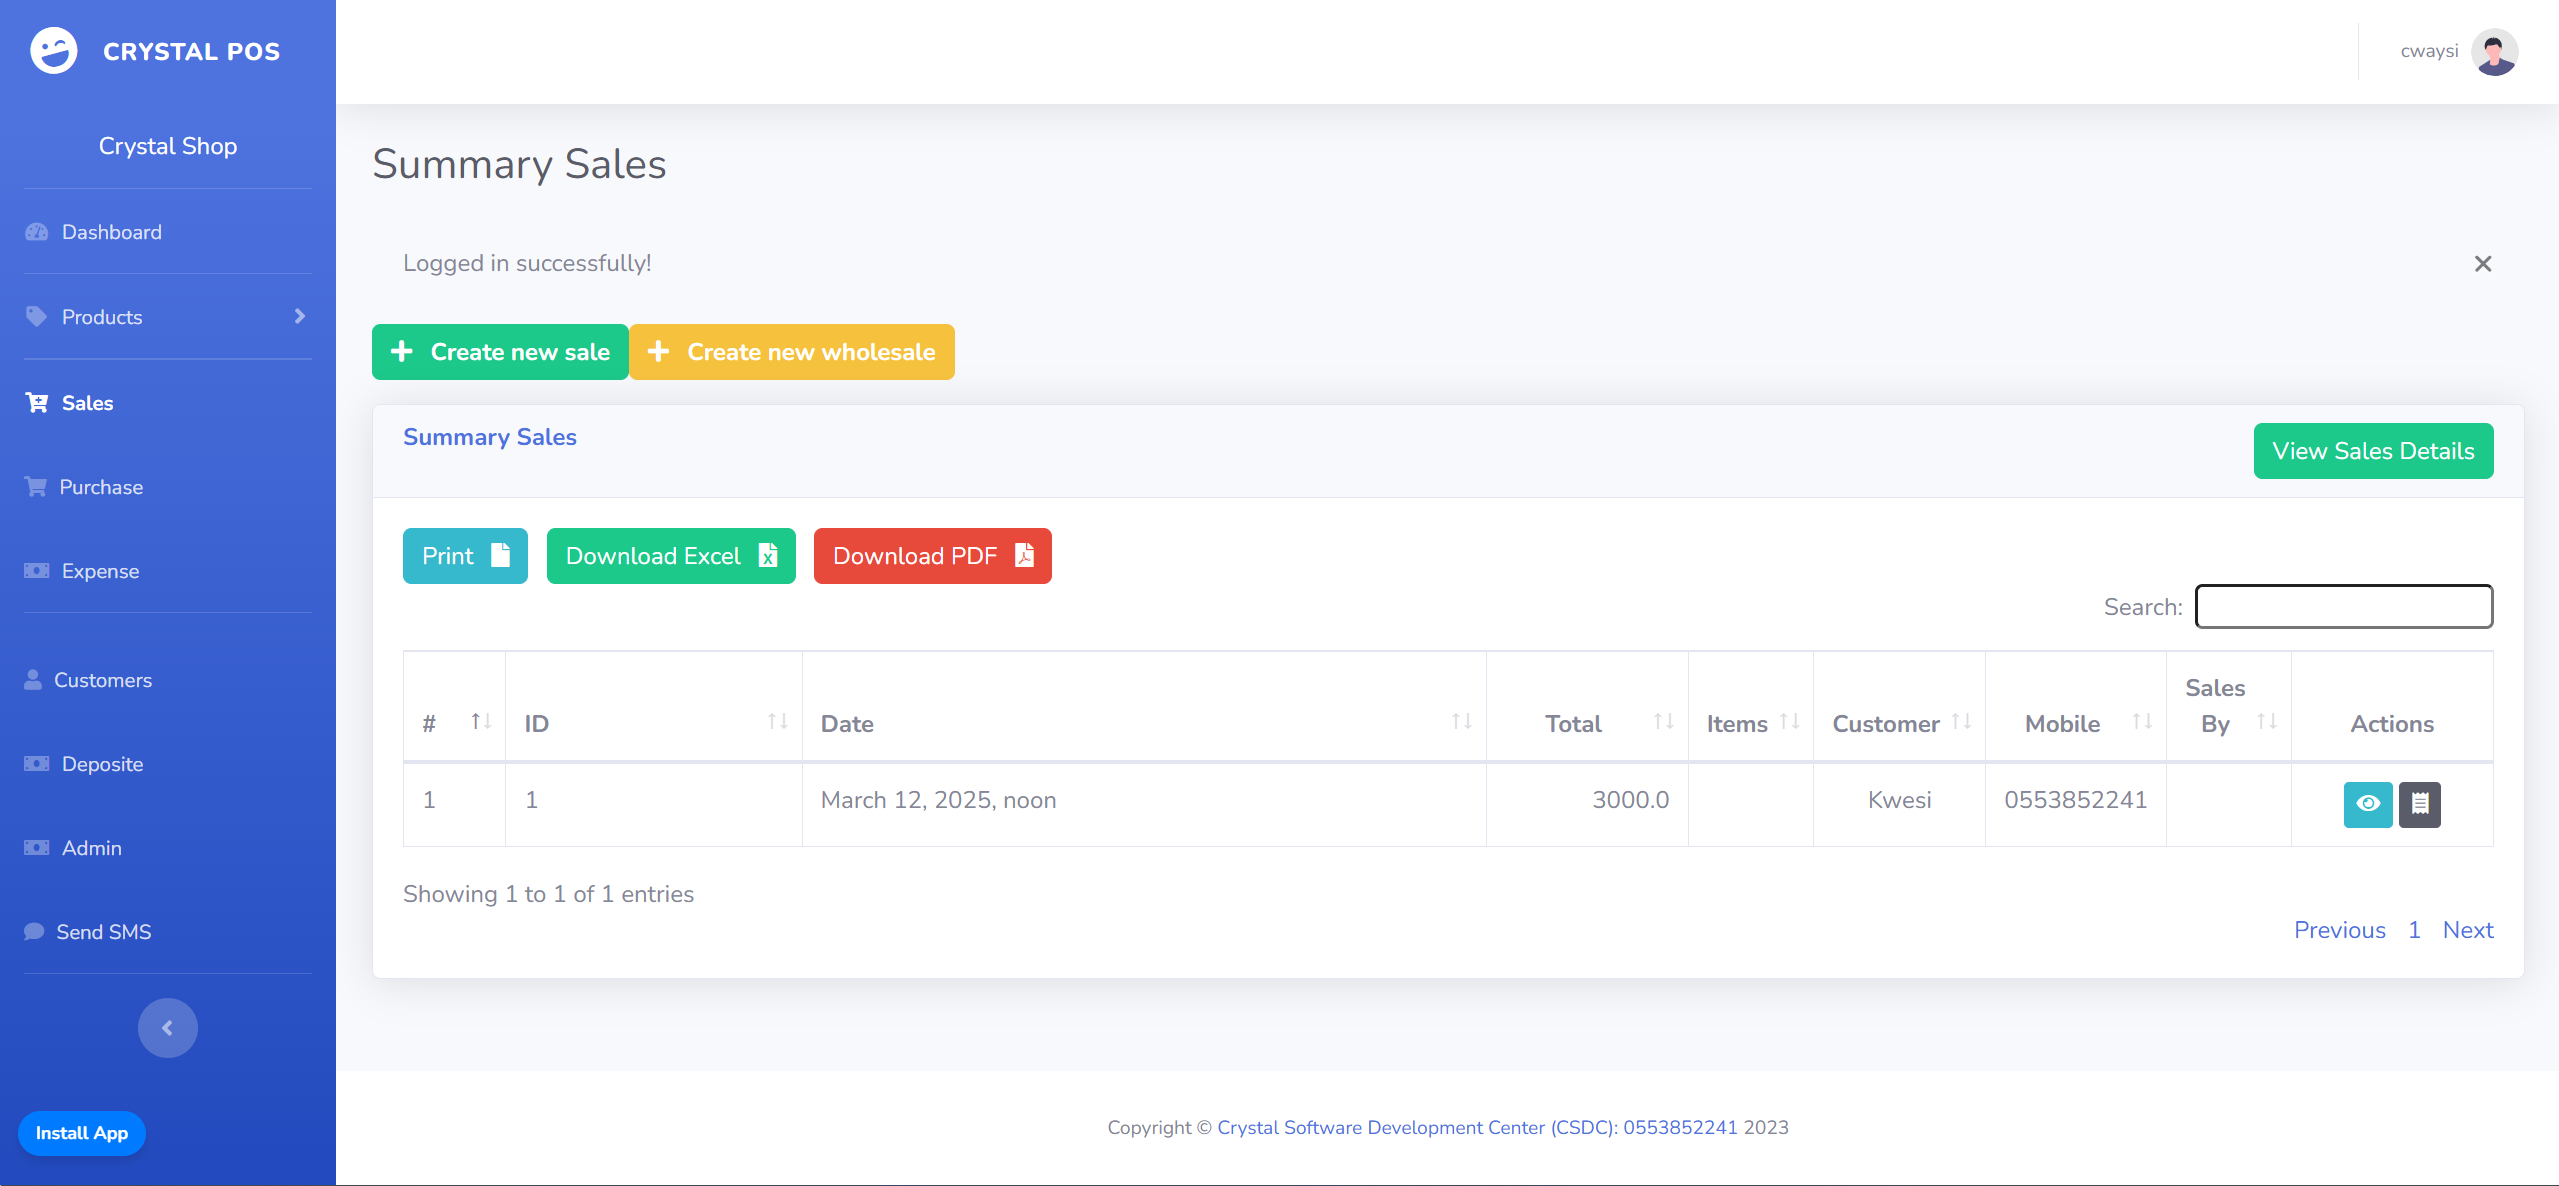 CRYSTAL POS
Crystal Shop
Dashboard
Products
Sales
Purchase
Expense
Customers
Deposite
Admin
Send SMS
Install App
cwaysi
Summary Sales
Logged in successfully!
Create new sale
Create new wholesale
Summary Sales
View Sales Details
Print
Download Excel
Download PDF
Search:
# ID Date Total Items Customer Mobile Sales By Actions
1 1 March 12, 2025, noon 3000.0 Kwesi 0553852241
Showing 1 to 1 of 1 entries
Previous 1 Next
Copyright © Crystal Software Development Center (CSDC): 0553852241 2023